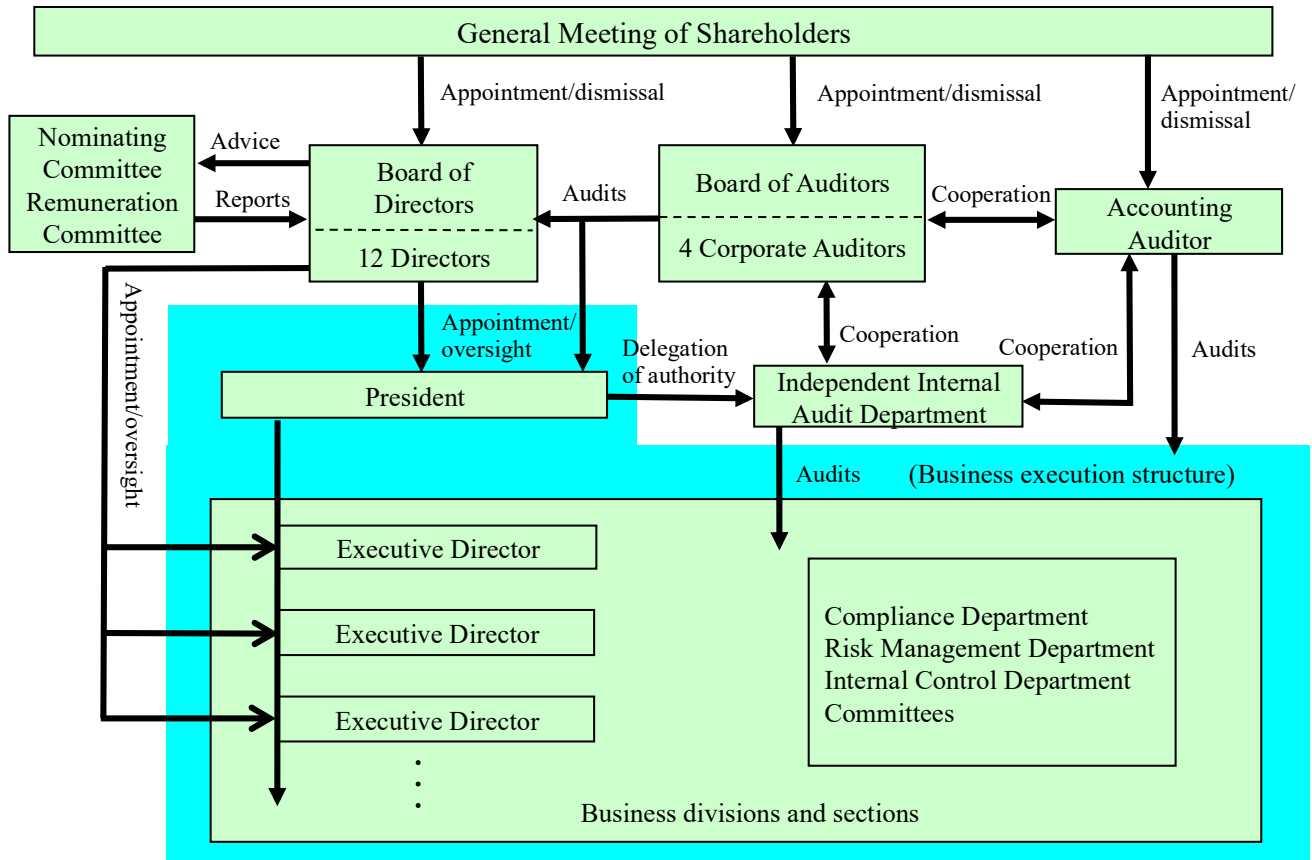 General Meeting of Shareholders
Appointment/dismissal
Appointment/dismissal
Appointment/
dismissal
Nominating
Committee
Remuneration
Committee
Advice
Reports
Board of
Directors
12 Directors
Audits
Board of Auditors
4 Corporate Auditors
Cooperation
Accounting
Auditor
Appointment/oversight
Appointment/
oversight
Cooperation
Cooperation
Audits
Delegation
of authority
President
Independent Internal
Audit Department
Audits
(Business execution structure)
Executive Director
Executive Director
Executive Director
Compliance Department
Risk Management Department
Internal Control Department
Committees
Business divisions and sections